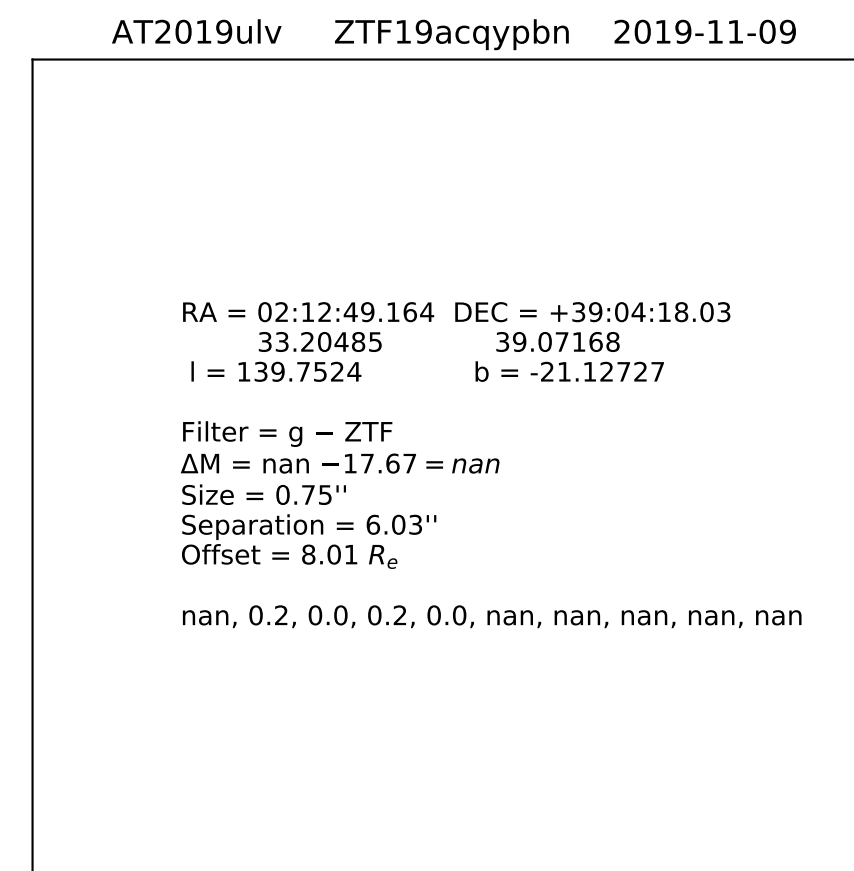 AT2019ulv ZTF19acqypbn 2019-11-09
RA = 02:12:49.164 DEC = +39:04:18.03
33.20485 39.07168
l = 139.7524 b = -21.12727
Filter = g − ZTF
ΔM = nan −17.67 = nan
Size = 0.75''
Separation = 6.03''
Offset = 8.01 Re
nan, 0.2, 0.0, 0.2, 0.0, nan, nan, nan, nan, nan